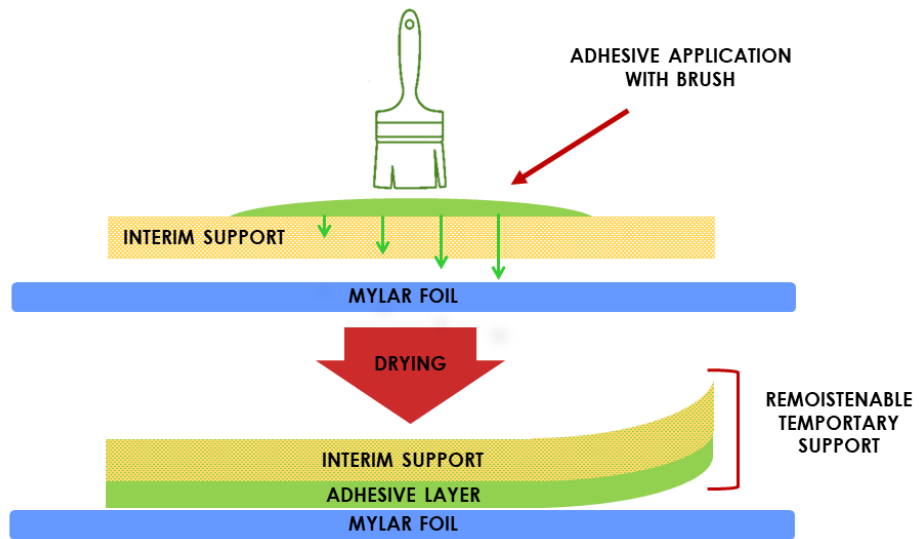 ADHESIVE APPLICATION
WITH BRUSH
INTERIM SUPPORT
MYLAR FOIL
DRYING
REMOISTENABLE
TEMPORTARY
SUPPORT
INTERIM SUPPORT
ADHESIVE LAYER
MYLAR FOIL